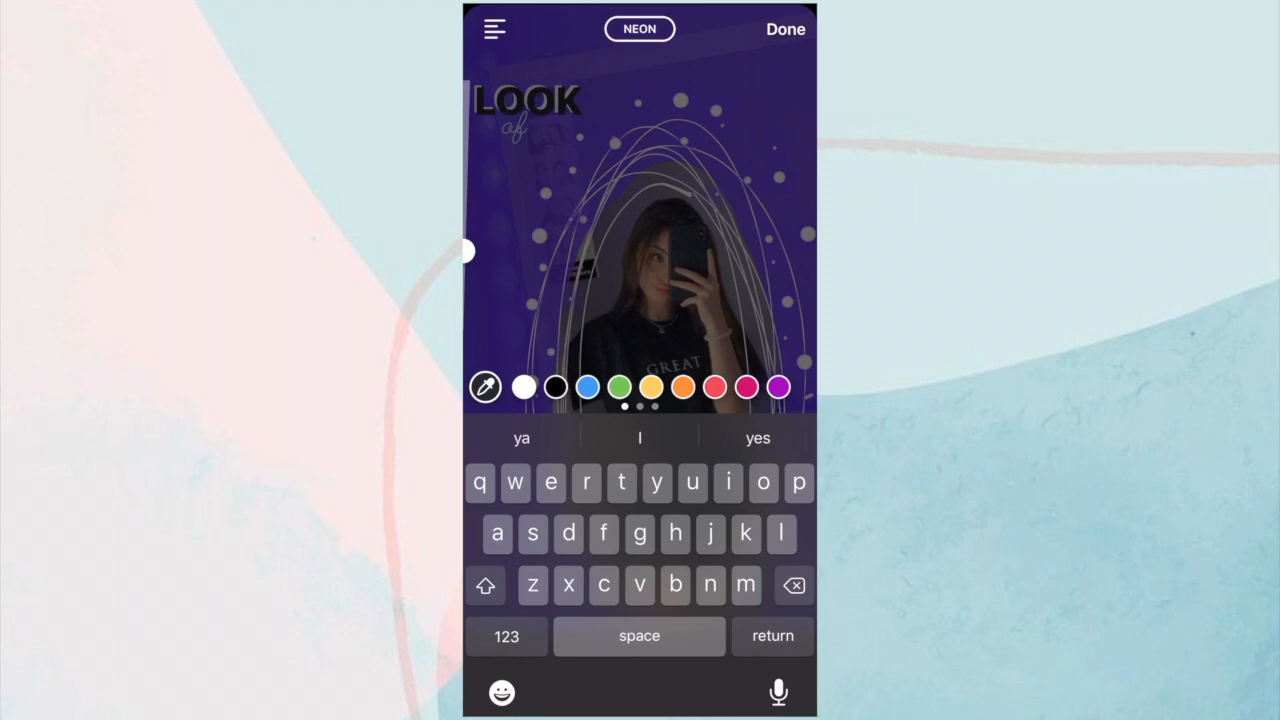 NEON Done
LOOK
of
GREAT
ya I yes
q w e r t y u i o p
a s d f g h j k l
z x c v b n m
123 space return